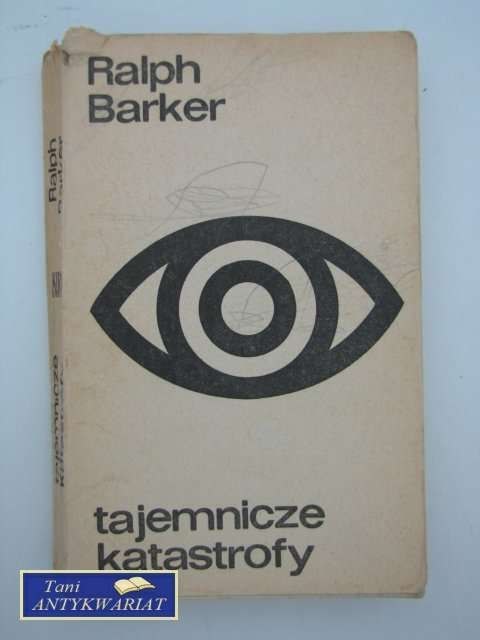 Ralph
Barker
tajemnicze
katastrofy
Ralph
Barker
tajemnicze
katastrofy
Tani
ANTYKWARIAT